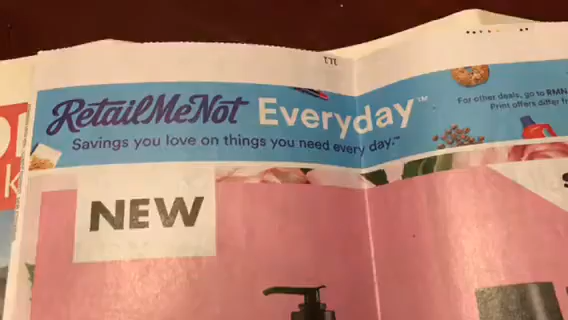 RetailMeNot Everyday™
Savings you love on things you need every day.™
For other deals, go to RMN
Print offers differ
NEW